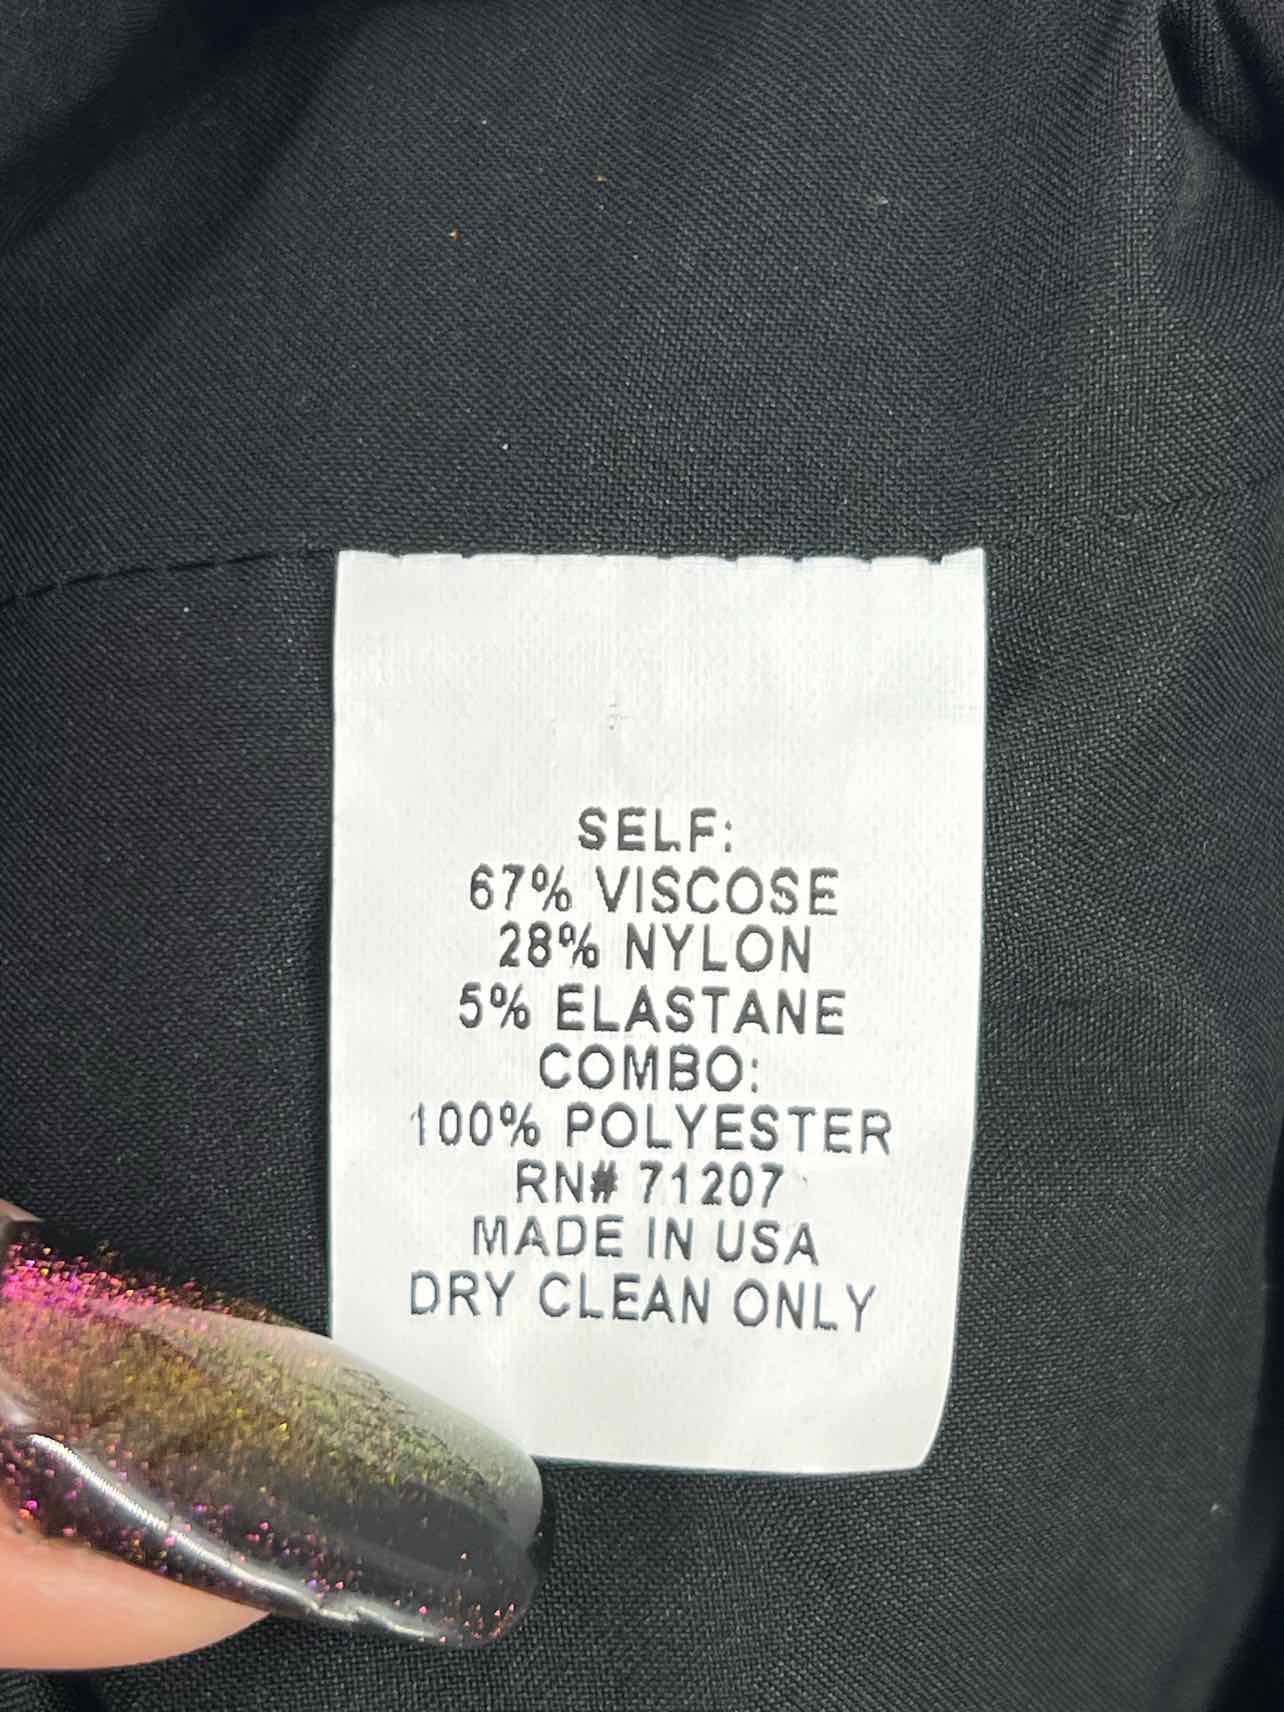 SELF:
67% VISCOSE
28% NYLON
5% ELASTANE
COMBO:
100% POLYESTER
RN# 71207
MADE IN USA
DRY CLEAN ONLY